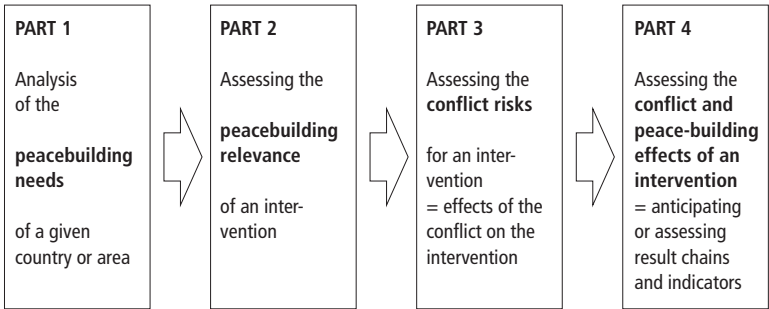 PART 1
Analysis
of the
peacebuilding
needs
of a given
country or area
PART 2
Assessing the
peacebuilding
relevance
of an inter-
vention
PART 3
Assessing the
conflict risks
for an inter-
vention
= effects of the
conflict on the
intervention
PART 4
Assessing the
conflict and
peace-building
effects of an
intervention
= anticipating
or assessing
result chains
and indicators